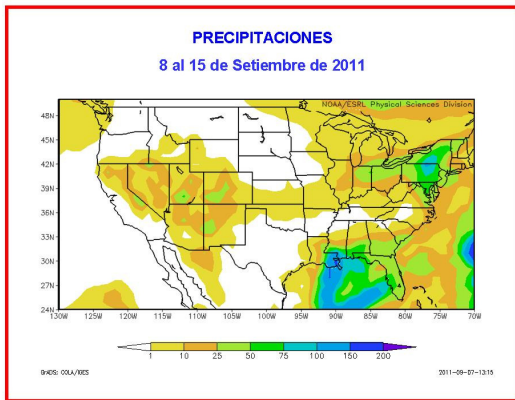 PRECIPITACIONES
8 al 15 de Setiembre de 2011
NOAA/ESRL Physical Sciences Division
48N
45N
42N
39N
36N
33N
30N
27N
24N
130W 125W 120W 115W 110W 105W 100W 95W 90W 85W 80W 75W 70W
1 10 25 50 75 100 150 200
GrADS: COLA/IGES 2011-09-07-13:15